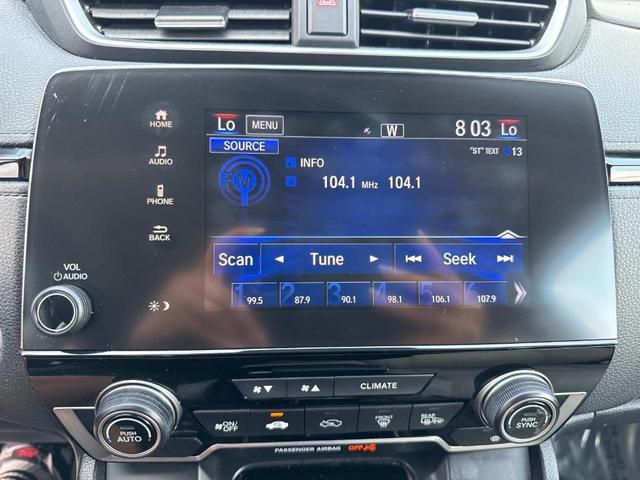 Lo MENU W 8 03 Lo
SOURCE "ST" TEXT 13
FM INFO
104.1 MHz 104.1
Scan Tune Seek
1 2 3 4 5 6
99.5 87.9 90.1 98.1 106.1 107.9
HOME
AUDIO
PHONE
BACK
VOL
AUDIO
CLIMATE
PUSH
AUTO
ON/
OFF
FRONT
REAR
PUSH
SYNC
PASSENGER AIRBAG OFF